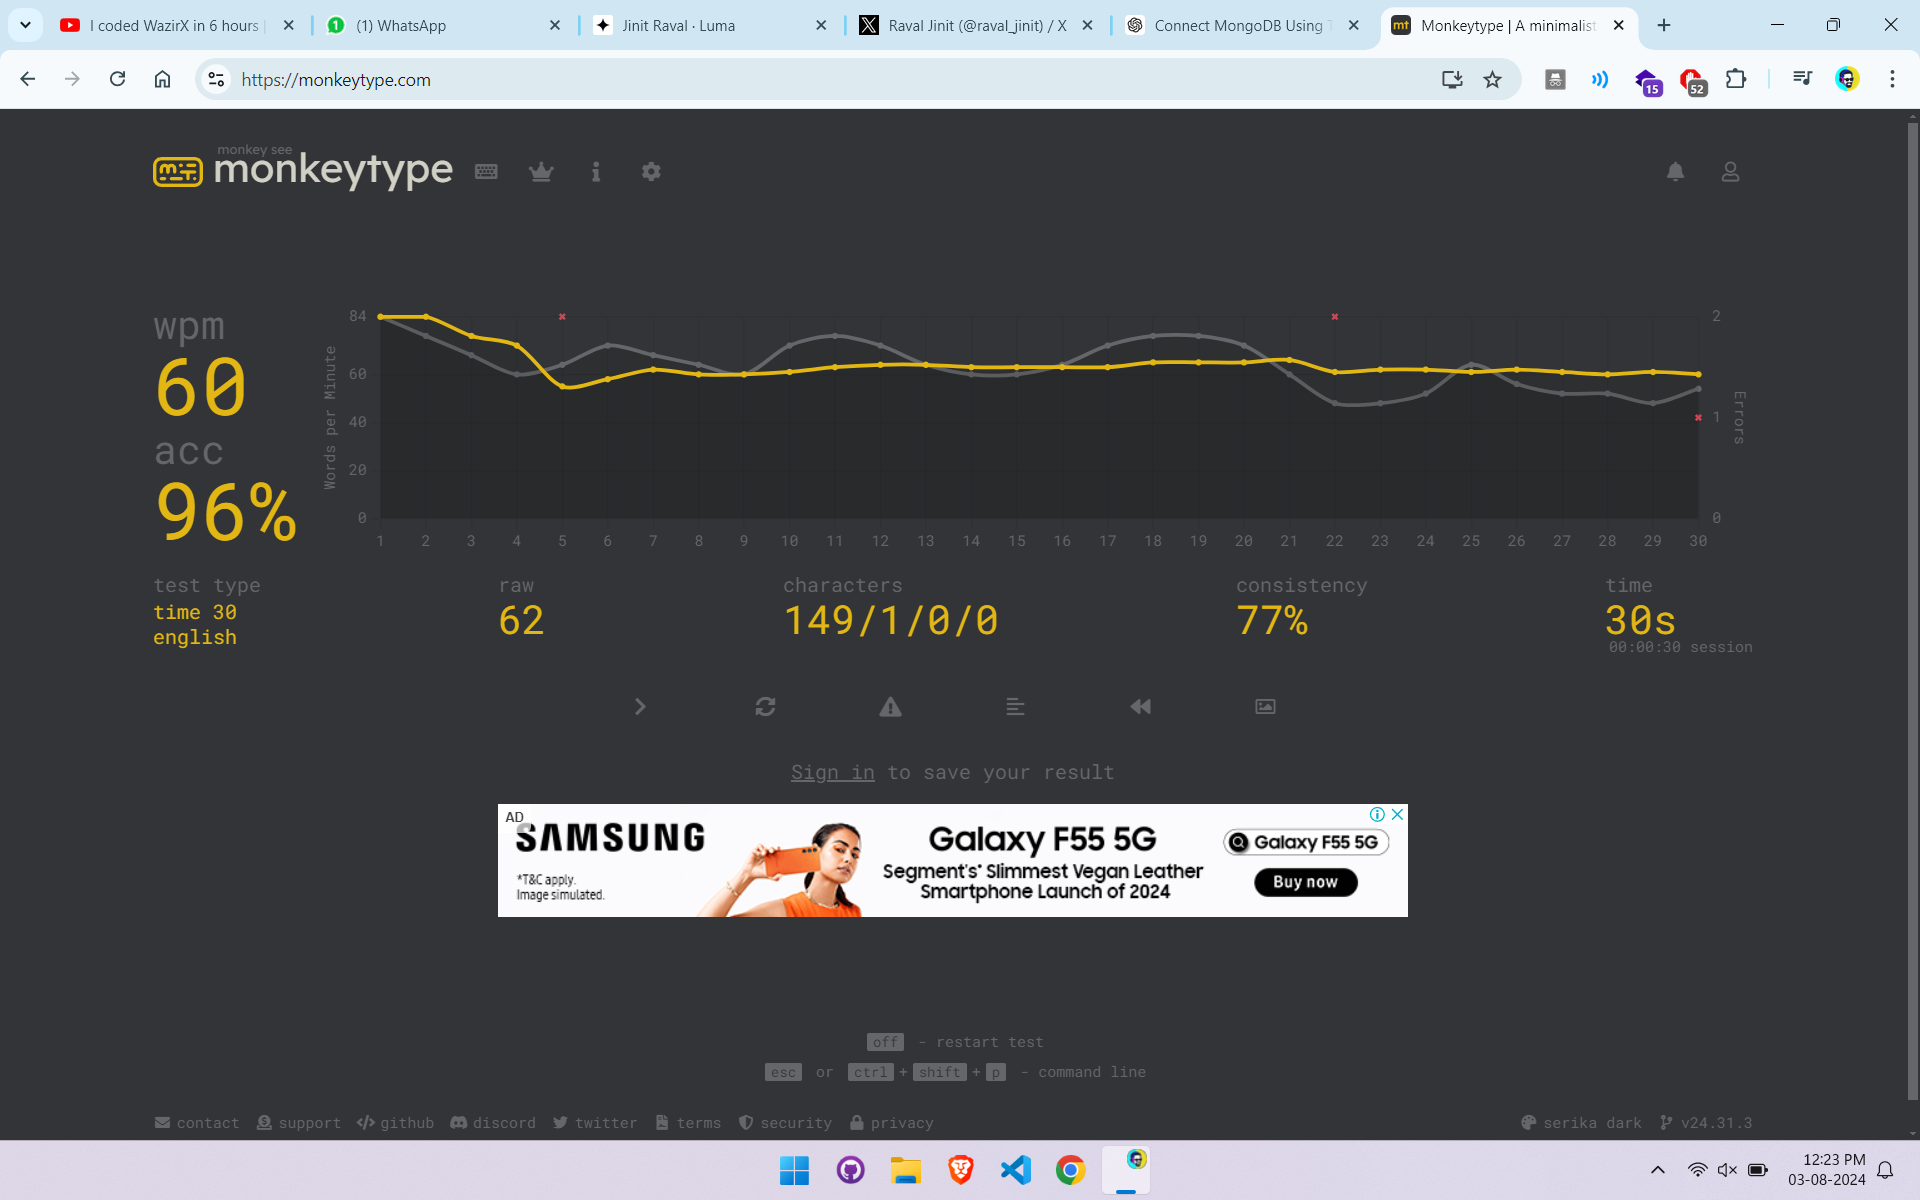 I coded WazirX in 6 hours |
(1) WhatsApp
Jinit Raval · Luma
Raval Jinit (@raval_jinit) / X
Connect MongoDB Using T
Monkeytype | A minimalist
https://monkeytype.com
15
52
monkey see
monkeytype
wpm
60
acc
96%
Words per Minute
84
60
40
20
0
2
1
0
Errors
1 2 3 4 5 6 7 8 9 10 11 12 13 14 15 16 17 18 19 20 21 22 23 24 25 26 27 28 29 30
test type
time 30
english
raw
62
characters
149/1/0/0
consistency
77%
time
30s
00:00:30 session
Sign in to save your result
AD
SAMSUNG
*T&C apply.
Image simulated.
Galaxy F55 5G
Segment's* Slimmest Vegan Leather
Smartphone Launch of 2024
Galaxy F55 5G
Buy now
off - restart test
esc or ctrl + shift + p - command line
contact support github discord twitter terms security privacy
serika dark v24.31.3
12:23 PM
03-08-2024